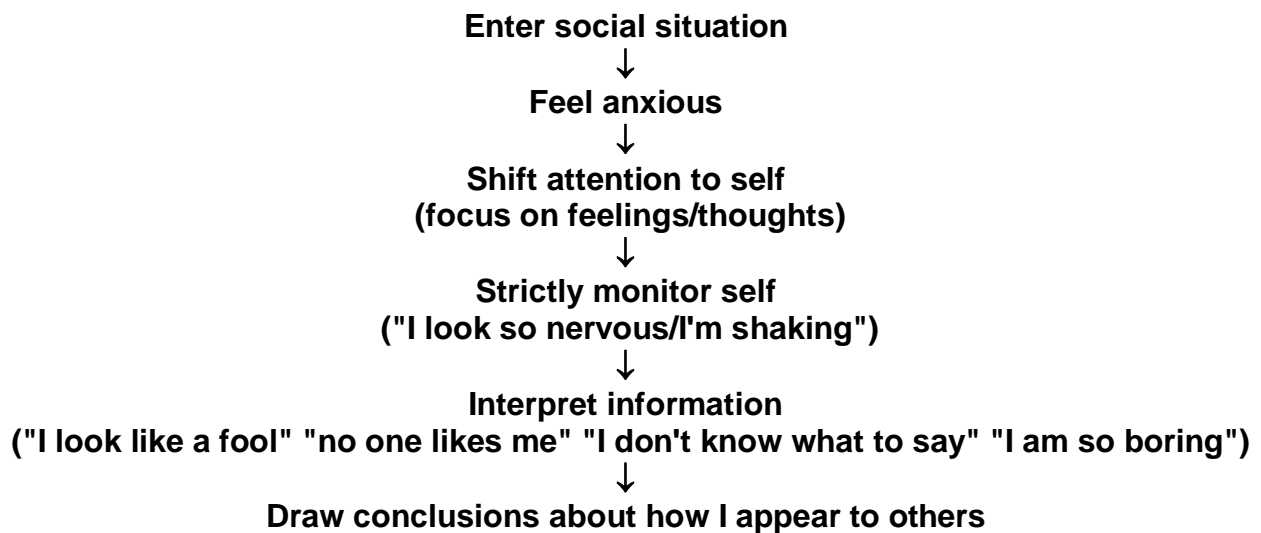 Enter social situation
↓
Feel anxious
↓
Shift attention to self
(focus on feelings/thoughts)
↓
Strictly monitor self
("I look so nervous/I'm shaking")
↓
Interpret information
("I look like a fool" "no one likes me" "I don't know what to say" "I am so boring")
↓
Draw conclusions about how I appear to others